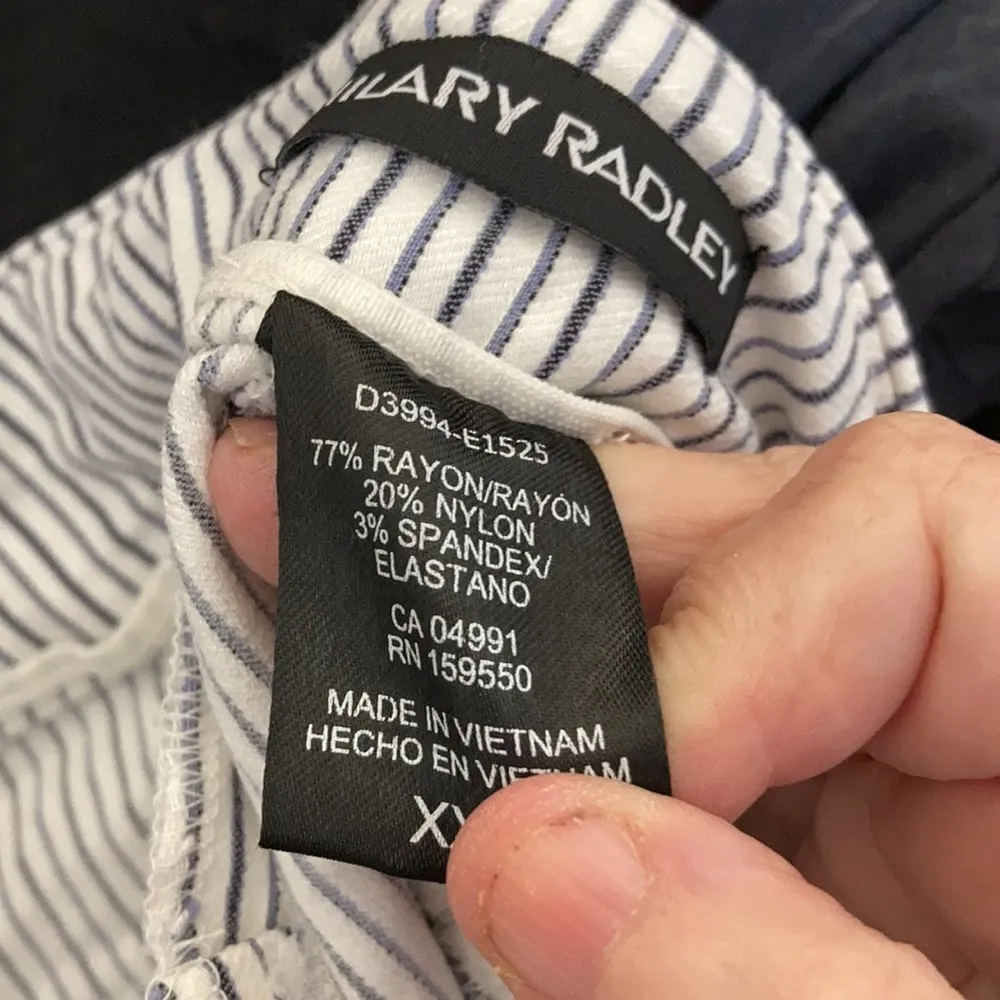 HILARY RADLEY
D3994-E1525
77% RAYON/RAYÓN
20% NYLON
3% SPANDEX/
ELASTANO
CA 04991
RN 159550
MADE IN VIETNAM
HECHO EN VIETNAM